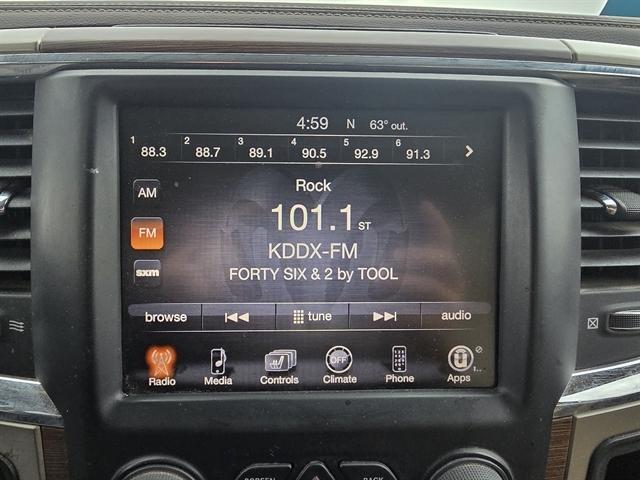 4:59 N 63° out.
1 88.3 2 88.7 3 89.1 4 90.5 5 92.9 6 91.3
AM
Rock
101.1 ST
FM
KDDX-FM
sxm
FORTY SIX & 2 by TOOL
browse tune audio
OFF
Radio Media Controls Climate Phone Apps
SCREEN BACK